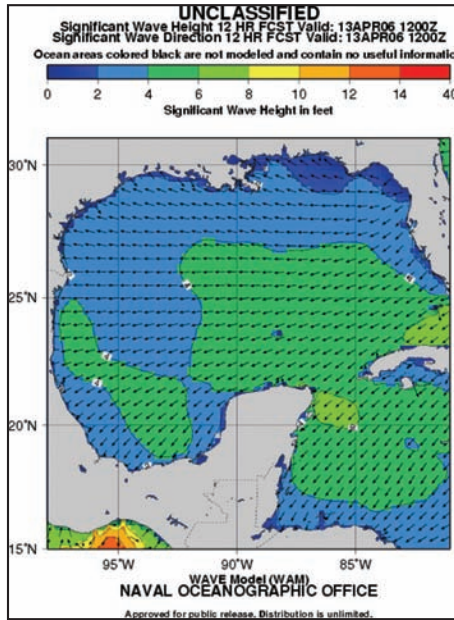 UNCLASSIFIED
Significant Wave Height 12 HR FCST Valid: 13APR06 1200Z
Significant Wave Direction 12 HR FCST Valid: 13APR06 1200Z
Ocean areas colored black are not modeled and contain no useful informatio
0 2 4 6 8 10 12 14 40
Significant Wave Height in feet
30°N
25°N
20°N
15°N
95°W 90°W 85°W
WAVE Model (WAM)
NAVAL OCEANOGRAPHIC OFFICE
Approved for public release. Distribution is unlimited.